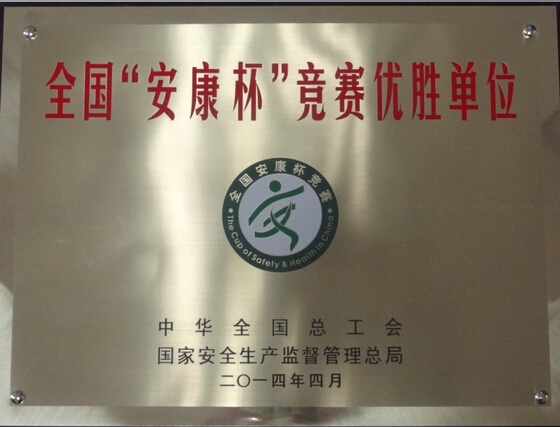 全国“安康杯”竞赛优胜单位
全国安康杯竞赛
The Cup of Safety & Health in China
中华全国总工会
国家安全生产监督管理总局
二〇一四年四月